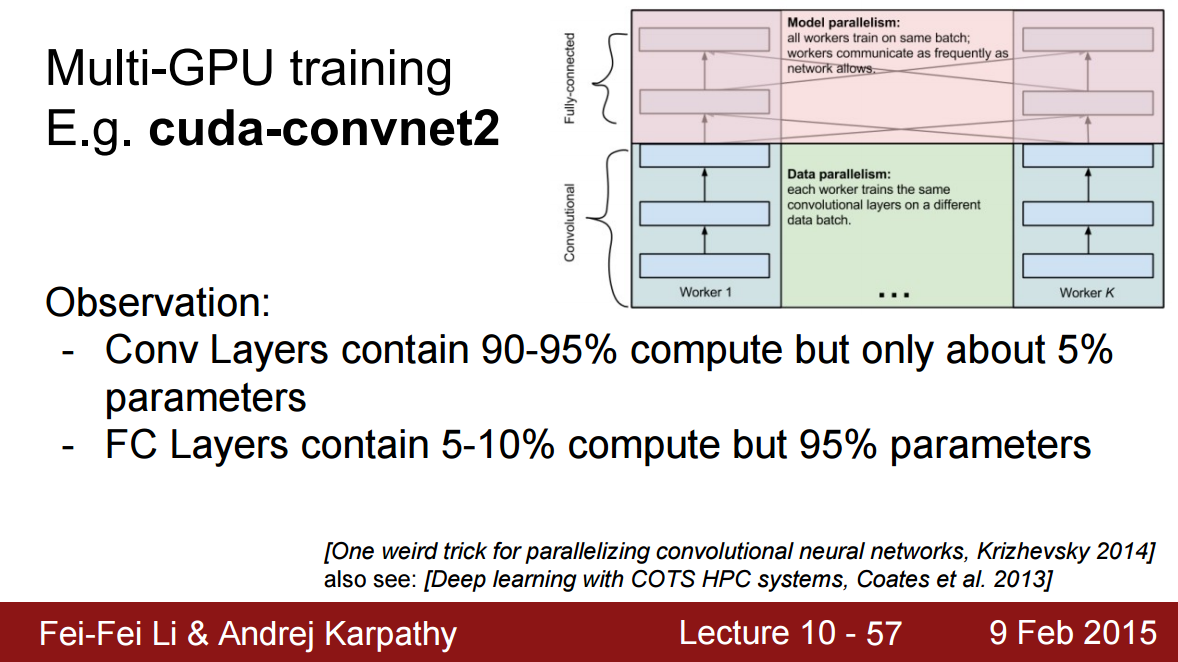 Multi-GPU training
E.g. cuda-convnet2
Fully-connected
Convolutional
Model parallelism:
all workers train on same batch;
workers communicate as frequently as
network allows.
Data parallelism:
each worker trains the same
convolutional layers on a different
data batch.
Worker 1
...
Worker K
Observation:
- Conv Layers contain 90-95% compute but only about 5%
parameters
- FC Layers contain 5-10% compute but 95% parameters
[One weird trick for parallelizing convolutional neural networks, Krizhevsky 2014]
also see: [Deep learning with COTS HPC systems, Coates et al. 2013]
Fei-Fei Li & Andrej Karpathy
Lecture 10 - 57
9 Feb 2015